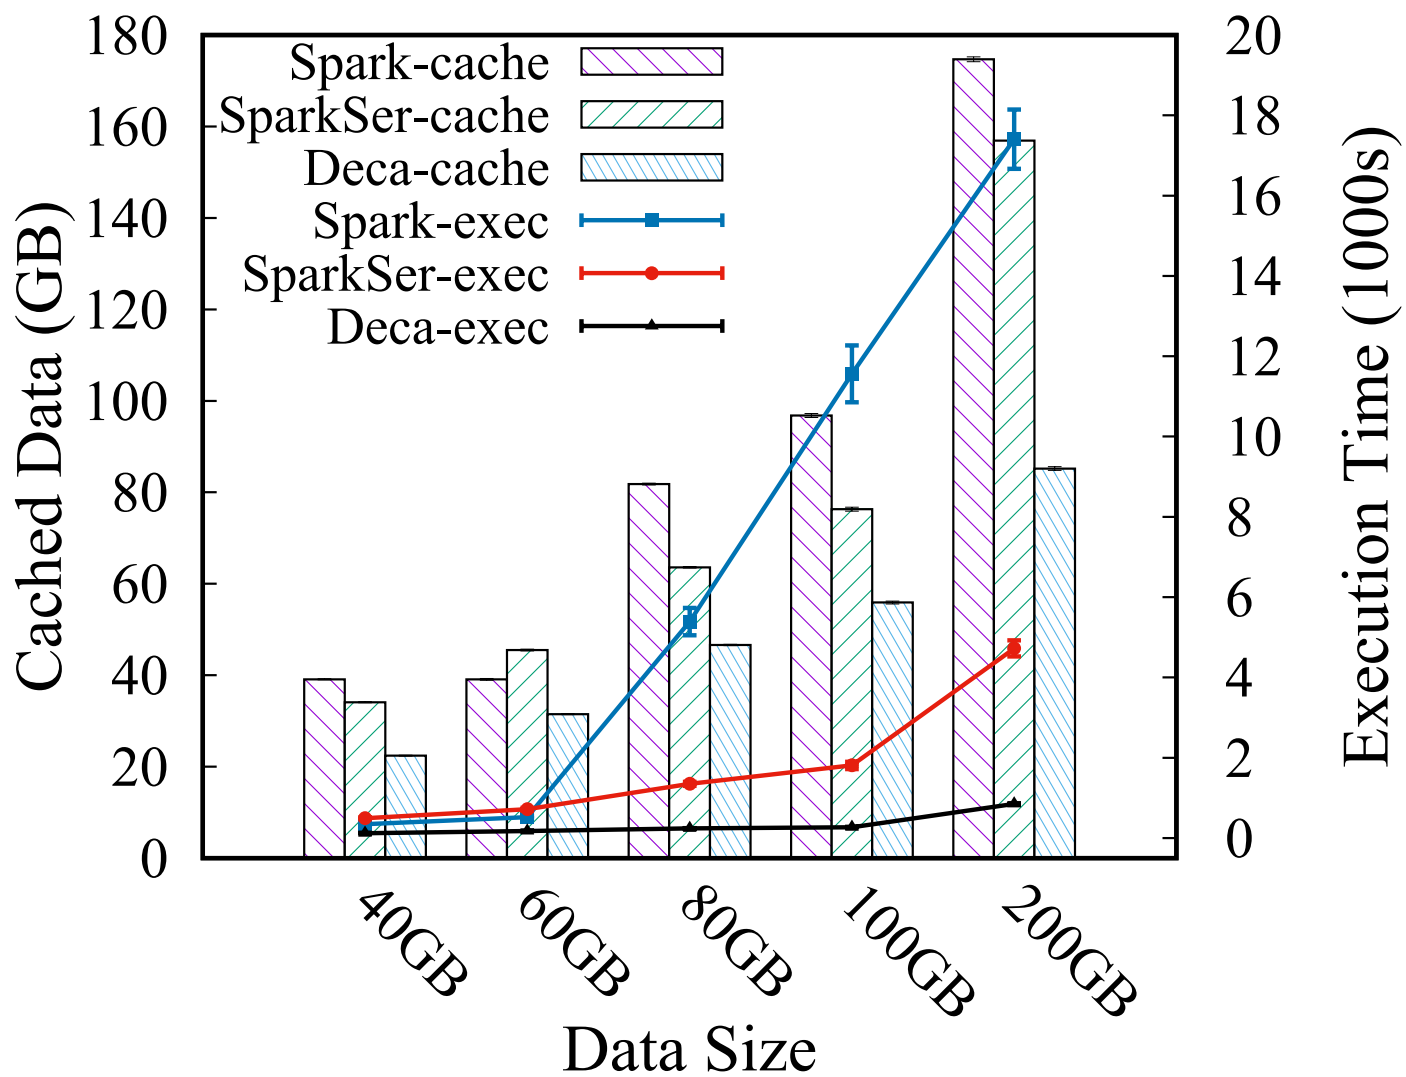 Cached Data (GB)
180
160
140
120
100
80
60
40
20
0
Spark-cache
SparkSer-cache
Deca-cache
Spark-exec
SparkSer-exec
Deca-exec
20
18
16
14
12
10
8
6
4
2
0
Execution Time (1000s)
40GB
60GB
80GB
100GB
200GB
Data Size